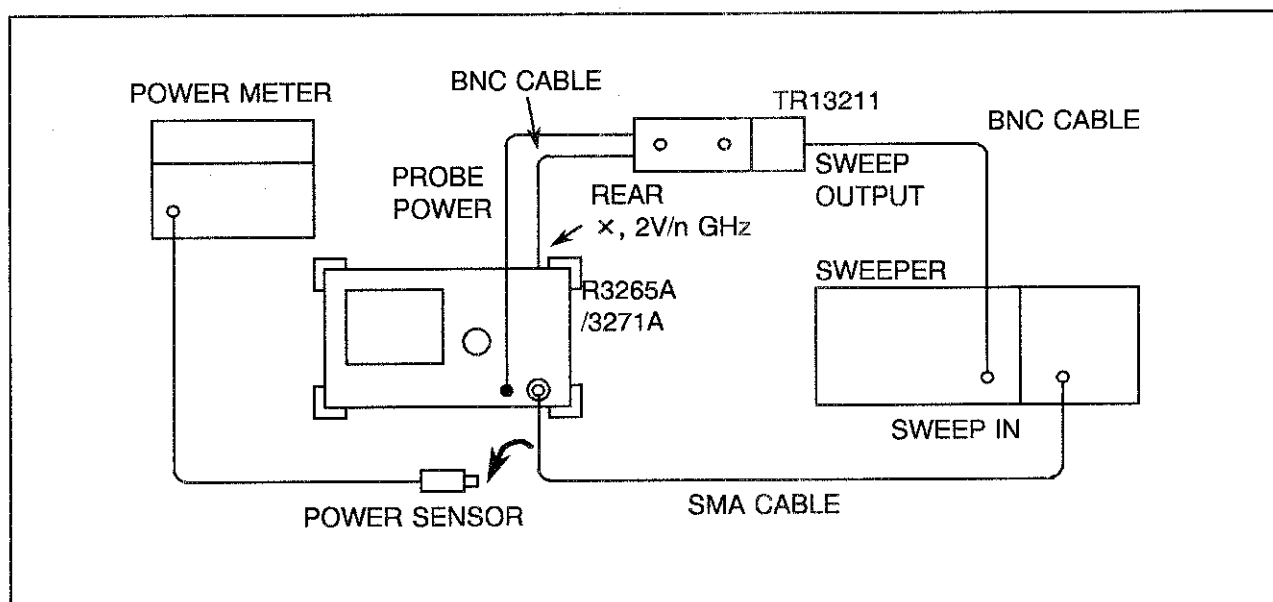 BNC CABLE
POWER METER
TR13211
BNC CABLE
PROBE
POWER
REAR
×, 2V/n GHz
SWEEP
OUTPUT
R3265A
/3271A
SWEEPER
SWEEP IN
POWER SENSOR
SMA CABLE